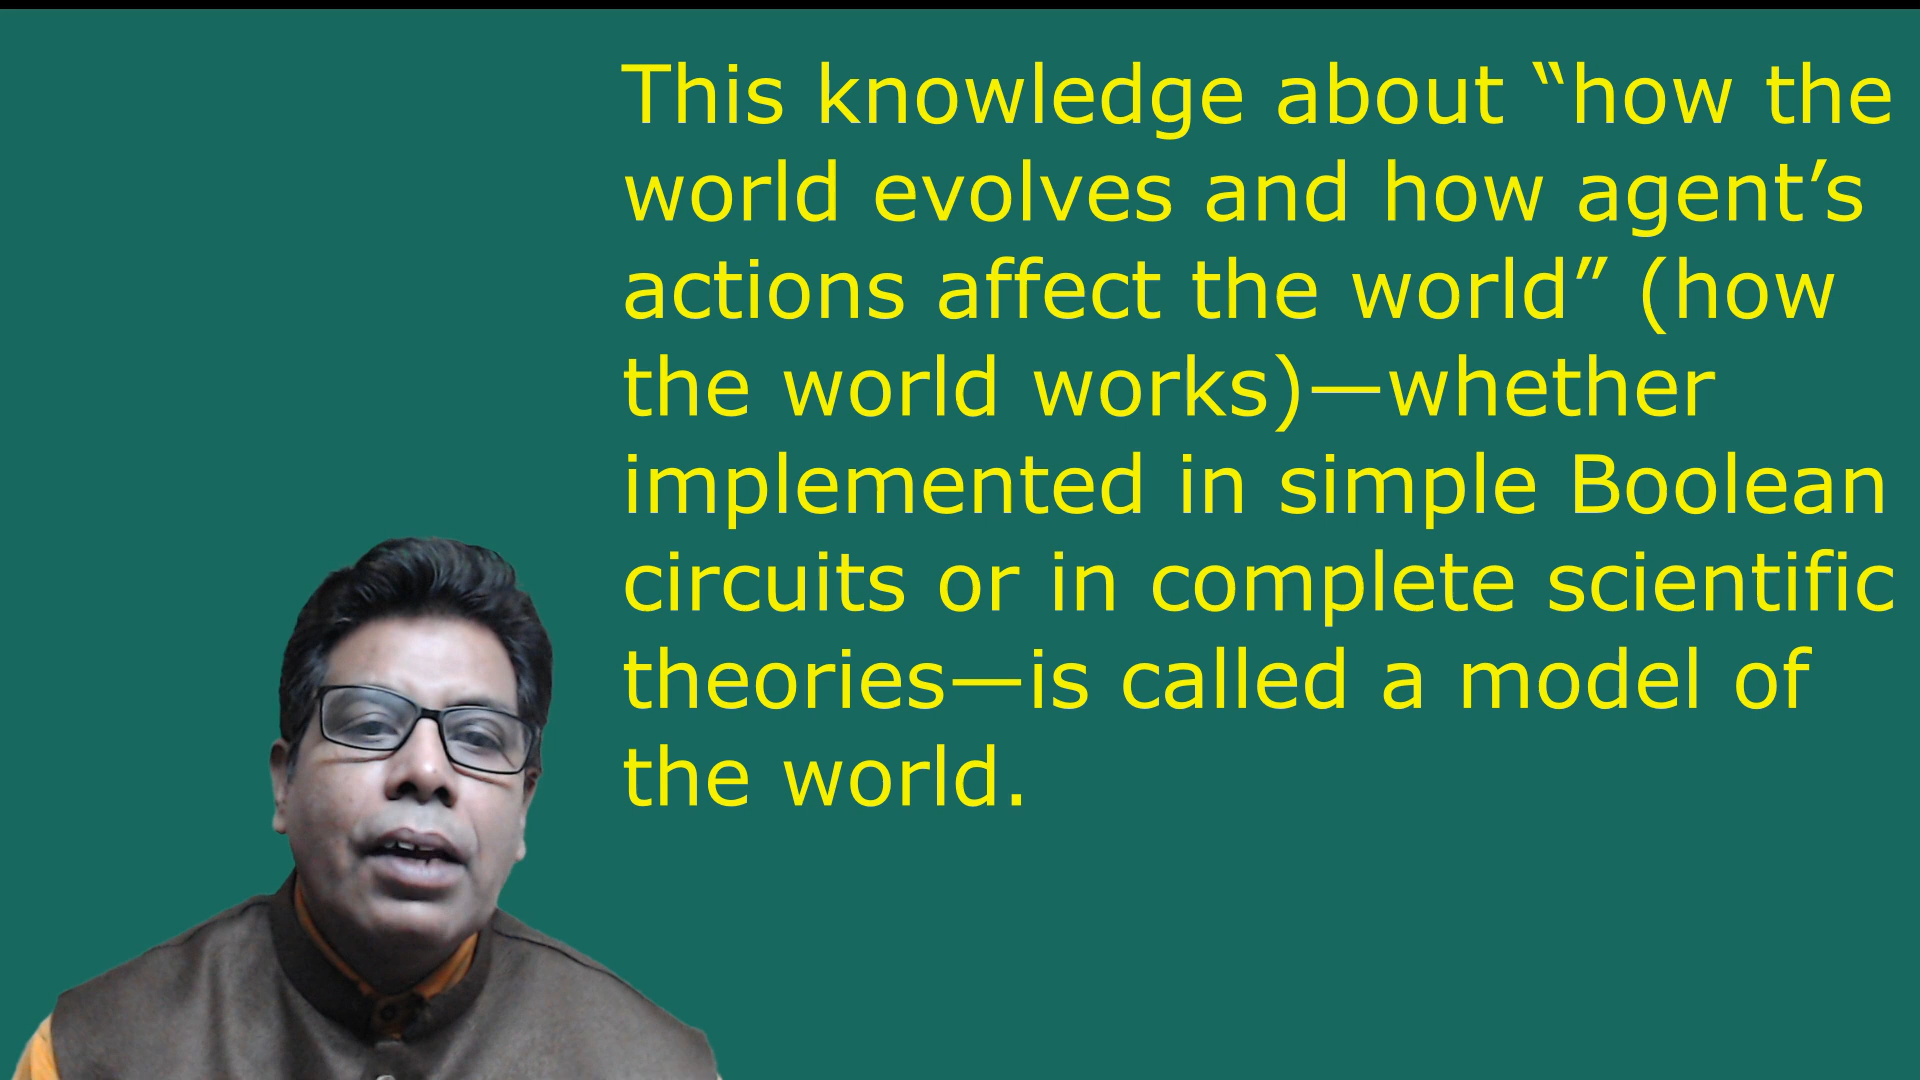 This knowledge about “how the
world evolves and how agent’s
actions affect the world” (how
the world works)—whether
implemented in simple Boolean
circuits or in complete scientific
theories—is called a model of
the world.